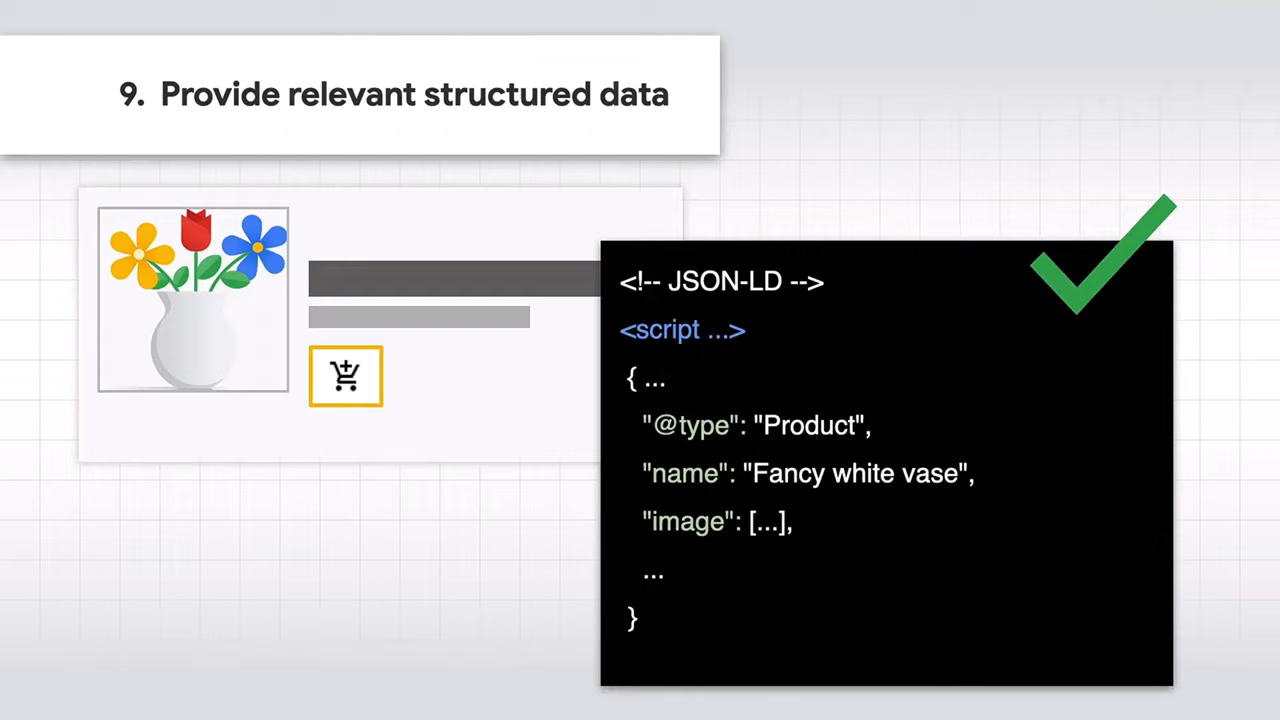 9. Provide relevant structured data
<!-- JSON-LD -->
<script ...>
{ ...
"@type": "Product",
"name": "Fancy white vase",
"image": [...],
...
}